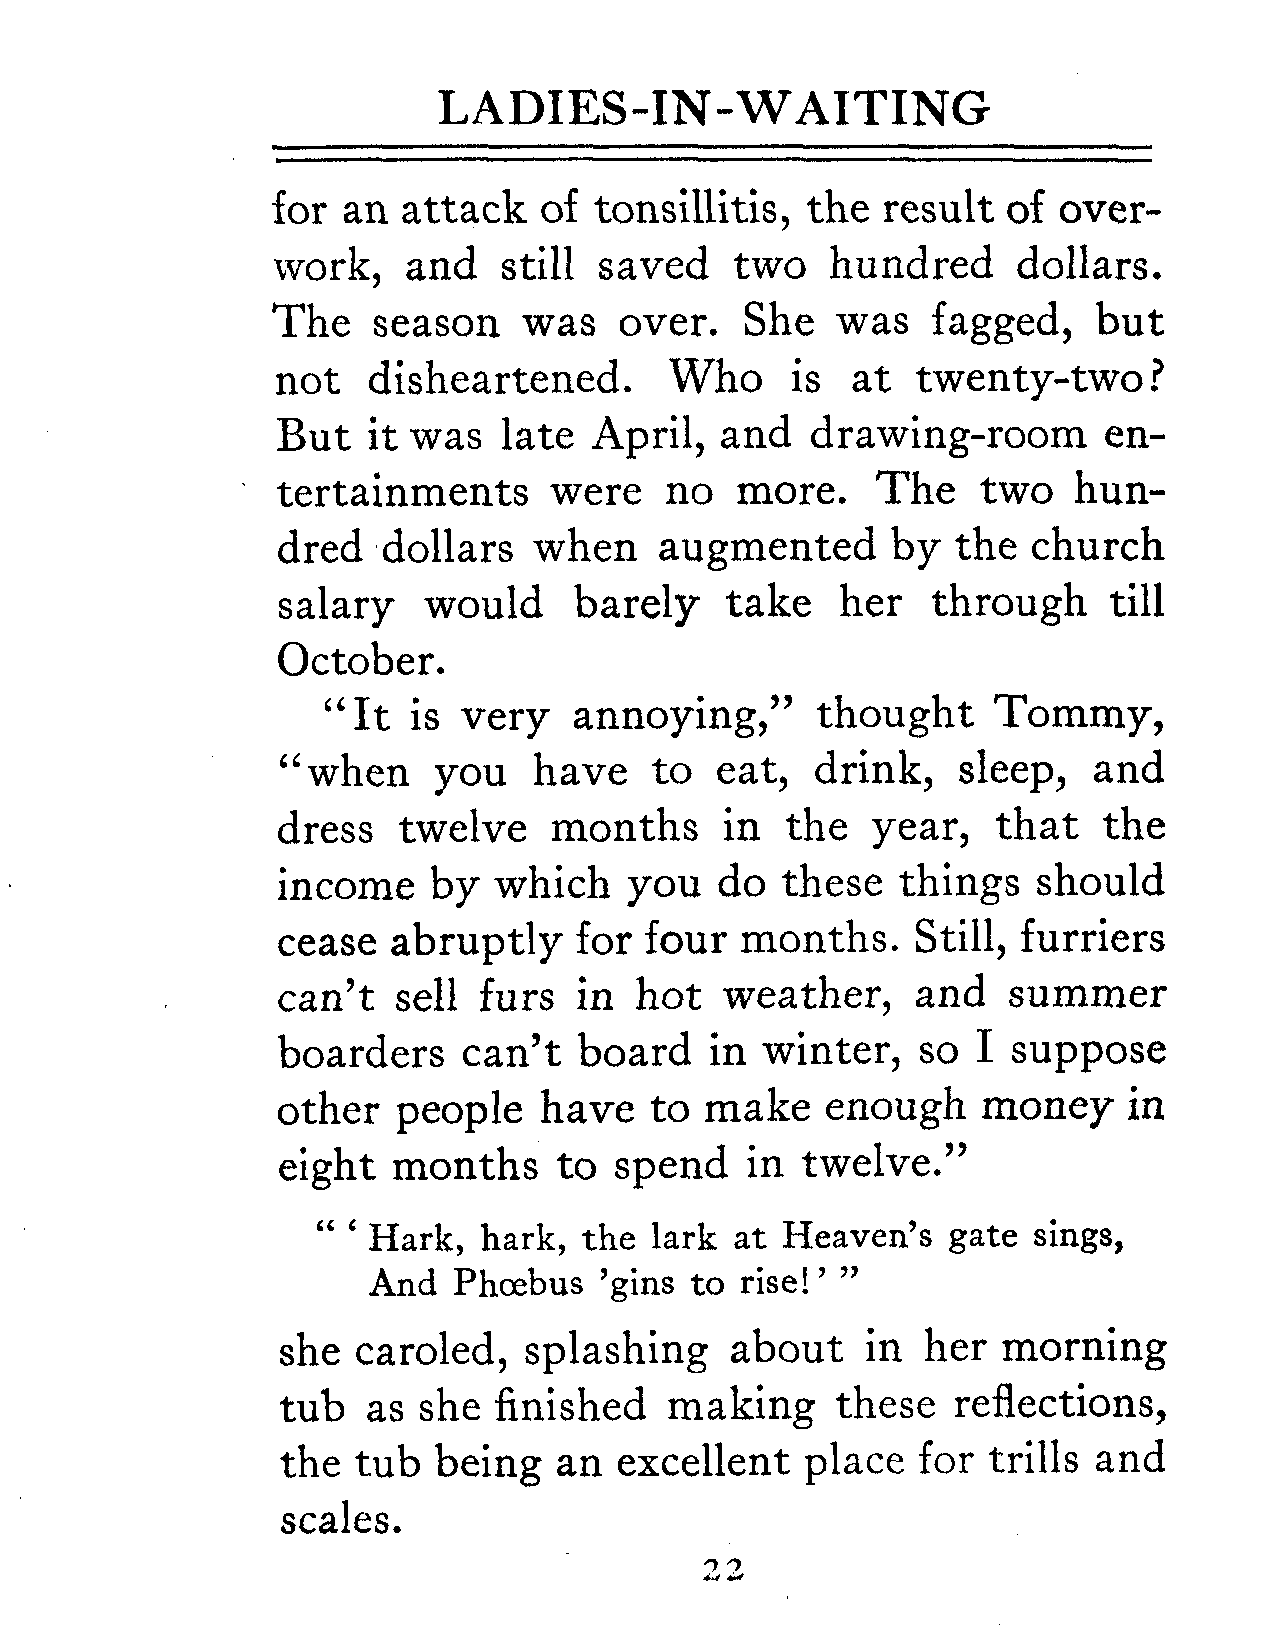 LADIES-IN-WAITING
for an attack of tonsillitis, the result of over-
work, and still saved two hundred dollars.
The season was over. She was fagged, but
not disheartened. Who is at twenty-two?
But it was late April, and drawing-room en-
tertainments were no more. The two hun-
dred dollars when augmented by the church
salary would barely take her through till
October.
“It is very annoying,” thought Tommy,
“when you have to eat, drink, sleep, and
dress twelve months in the year, that the
income by which you do these things should
cease abruptly for four months. Still, furriers
can’t sell furs in hot weather, and summer
boarders can’t board in winter, so I suppose
other people have to make enough money in
eight months to spend in twelve.”
“ ‘ Hark, hark, the lark at Heaven’s gate sings,
And Phœbus ’gins to rise! ’ ”
she caroled, splashing about in her morning
tub as she finished making these reflections,
the tub being an excellent place for trills and
scales.
22